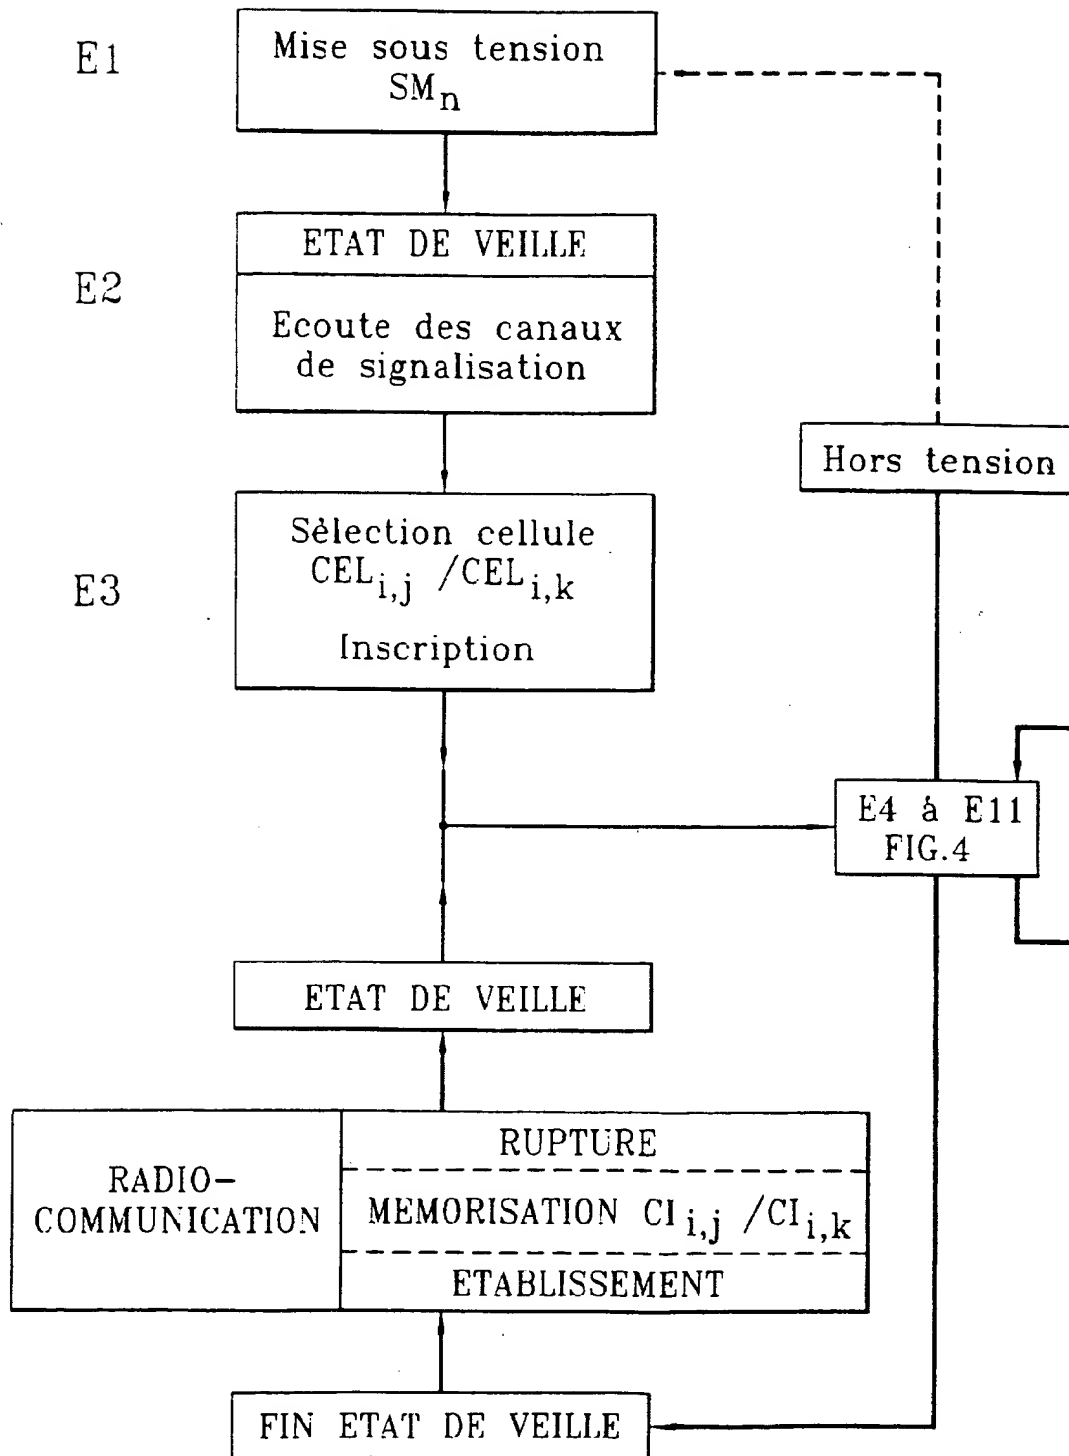 E1
Mise sous tension
SMn
ETAT DE VEILLE
E2
Ecoute des canaux
de signalisation
Hors tension
Sèlection cellule
CELi,j /CELi,k
E3
Inscription
E4 à E11
FIG.4
ETAT DE VEILLE
RADIO-
COMMUNICATION
RUPTURE
MEMORISATION CIi,j /CIi,k
ETABLISSEMENT
FIN ETAT DE VEILLE